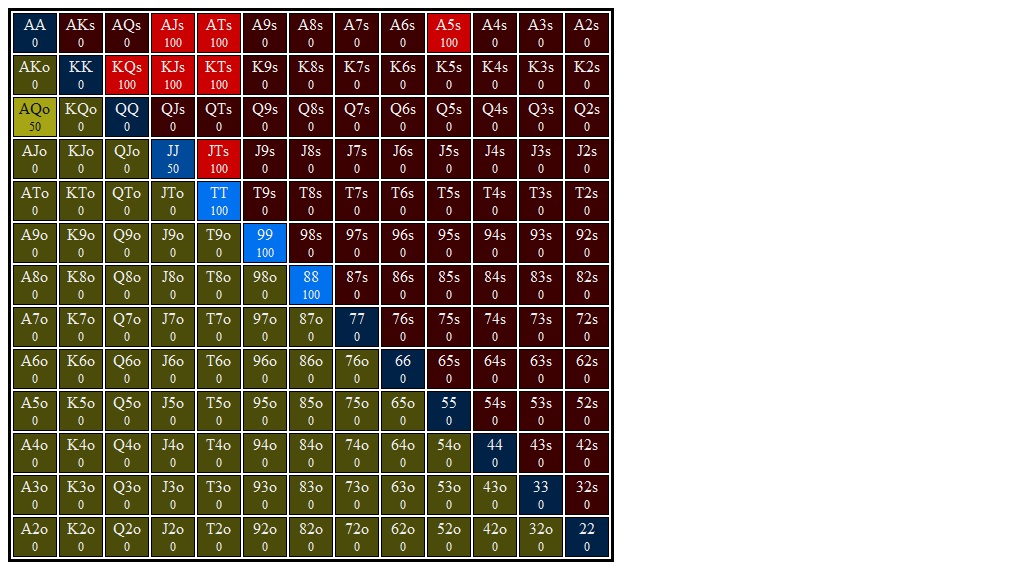 AA AKs AQs AJs ATs A9s A8s A7s A6s A5s A4s A3s A2s
0 0 0 100 100 0 0 0 0 100 0 0 0
AKo KK KQs KJs KTs K9s K8s K7s K6s K5s K4s K3s K2s
0 0 100 100 100 0 0 0 0 0 0 0 0
AQo KQo QQ QJs QTs Q9s Q8s Q7s Q6s Q5s Q4s Q3s Q2s
50 0 0 0 0 0 0 0 0 0 0 0 0
AJo KJo QJo JJ JTs J9s J8s J7s J6s J5s J4s J3s J2s
0 0 0 50 100 0 0 0 0 0 0 0 0
ATo KTo QTo JTo TT T9s T8s T7s T6s T5s T4s T3s T2s
0 0 0 0 100 0 0 0 0 0 0 0 0
A9o K9o Q9o J9o T9o 99 98s 97s 96s 95s 94s 93s 92s
0 0 0 0 0 100 0 0 0 0 0 0 0
A8o K8o Q8o J8o T8o 98o 88 87s 86s 85s 84s 83s 82s
0 0 0 0 0 0 100 0 0 0 0 0 0
A7o K7o Q7o J7o T7o 97o 87o 77 76s 75s 74s 73s 72s
0 0 0 0 0 0 0 0 0 0 0 0 0
A6o K6o Q6o J6o T6o 96o 86o 76o 66 65s 64s 63s 62s
0 0 0 0 0 0 0 0 0 0 0 0 0
A5o K5o Q5o J5o T5o 95o 85o 75o 65o 55 54s 53s 52s
0 0 0 0 0 0 0 0 0 0 0 0 0
A4o K4o Q4o J4o T4o 94o 84o 74o 64o 54o 44 43s 42s
0 0 0 0 0 0 0 0 0 0 0 0 0
A3o K3o Q3o J3o T3o 93o 83o 73o 63o 53o 43o 33 32s
0 0 0 0 0 0 0 0 0 0 0 0 0
A2o K2o Q2o J2o T2o 92o 82o 72o 62o 52o 42o 32o 22
0 0 0 0 0 0 0 0 0 0 0 0 0